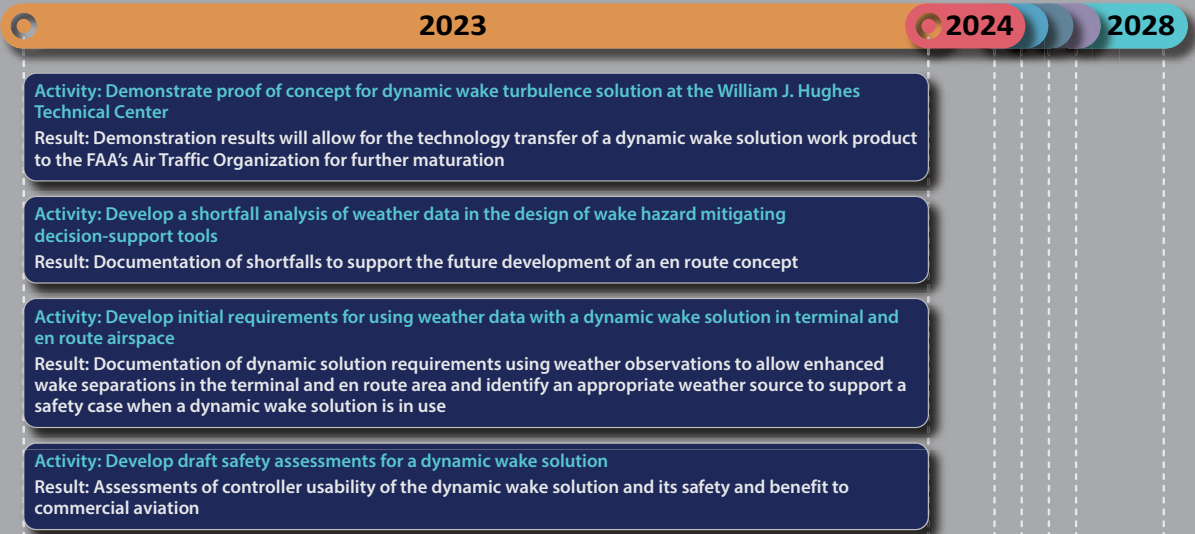 2023
2024
2028
Activity: Demonstrate proof of concept for dynamic wake turbulence solution at the William J. Hughes
Technical Center
Result: Demonstration results will allow for the technology transfer of a dynamic wake solution work product
to the FAA's Air Traffic Organization for further maturation
Activity: Develop a shortfall analysis of weather data in the design of wake hazard mitigating
decision-support tools
Result: Documentation of shortfalls to support the future development of an en route concept
Activity: Develop initial requirements for using weather data with a dynamic wake solution in terminal and
en route airspace
Result: Documentation of dynamic solution requirements using weather observations to allow enhanced
wake separations in the terminal and en route area and identify an appropriate weather source to support a
safety case when a dynamic wake solution is in use
Activity: Develop draft safety assessments for a dynamic wake solution
Result: Assessments of controller usability of the dynamic wake solution and its safety and benefit to
commercial aviation